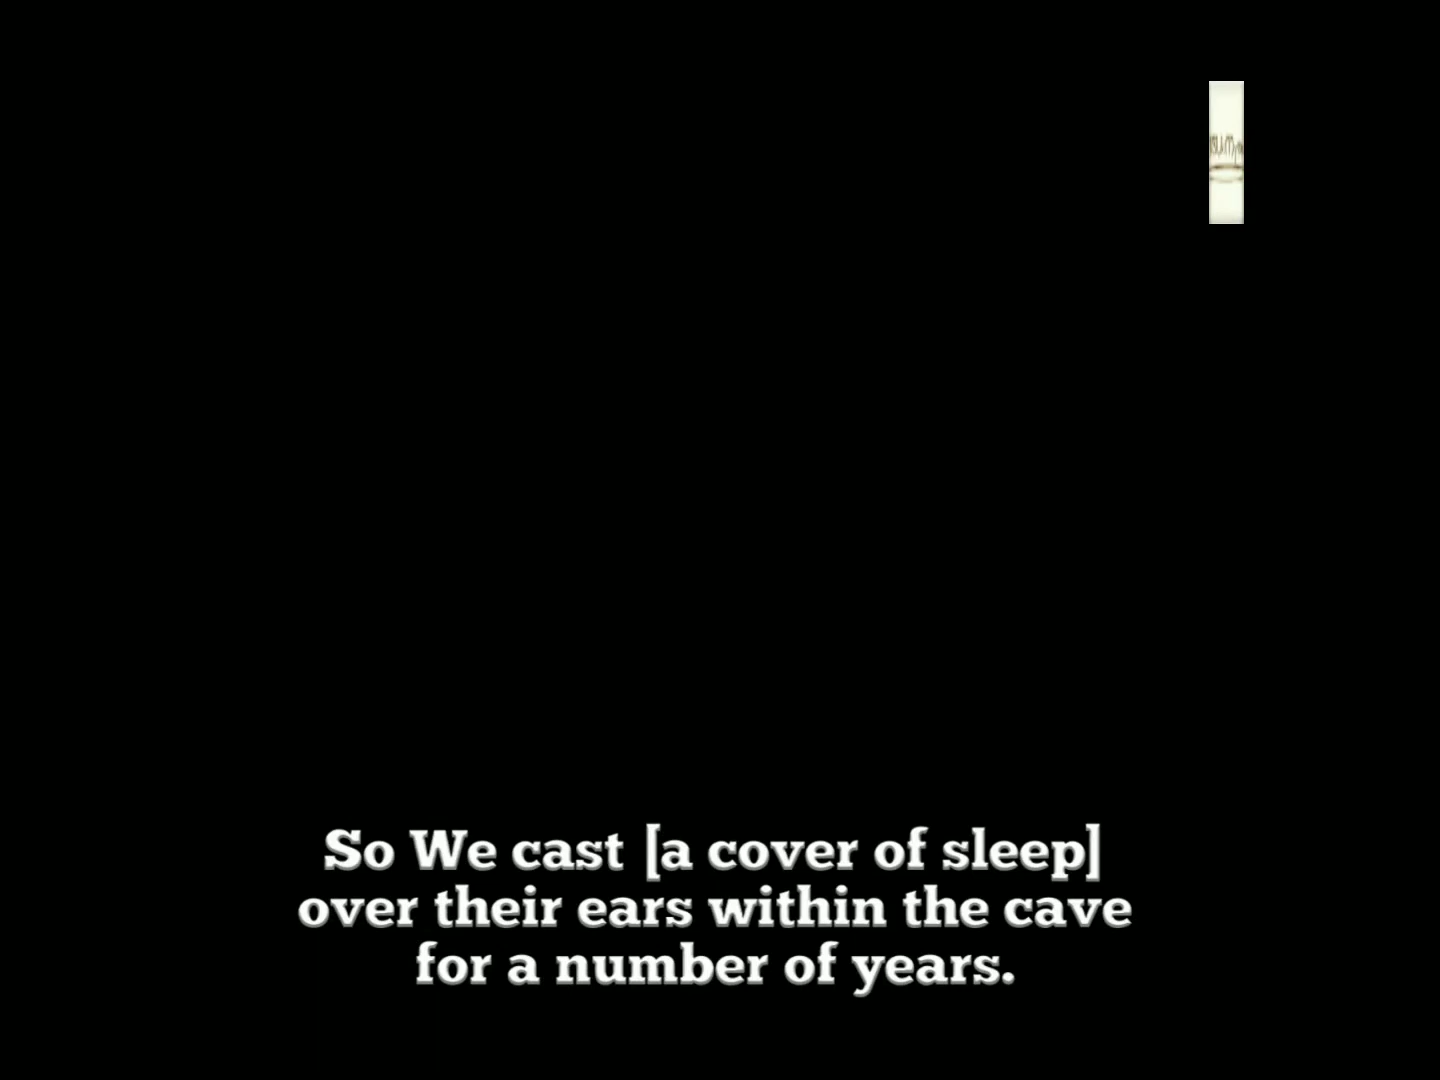 So We cast [a cover of sleep]
over their ears within the cave
for a number of years.